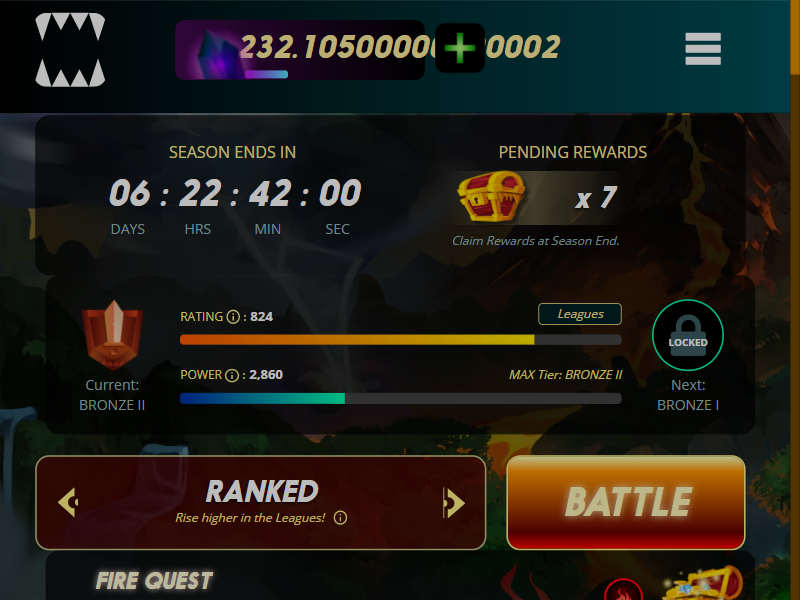 232.1050000 0002
SEASON ENDS IN
PENDING REWARDS
06 : 22 : 42 : 00
DAYS HRS MIN SEC
x 7
Claim Rewards at Season End.
RATING : 824
Leagues
LOCKED
POWER : 2,860
MAX Tier: BRONZE II
Current:
BRONZE II
Next:
BRONZE I
RANKED
Rise higher in the Leagues!
BATTLE
FIRE QUEST